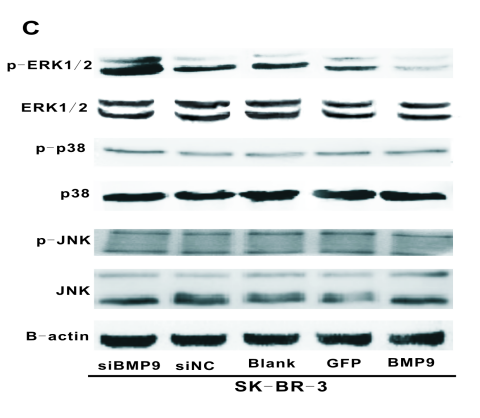 C
p-ERK1/2
ERK1/2
p-p38
p38
p-JNK
JNK
B-actin
siBMP9 siNC Blank GFP BMP9
SK-BR-3